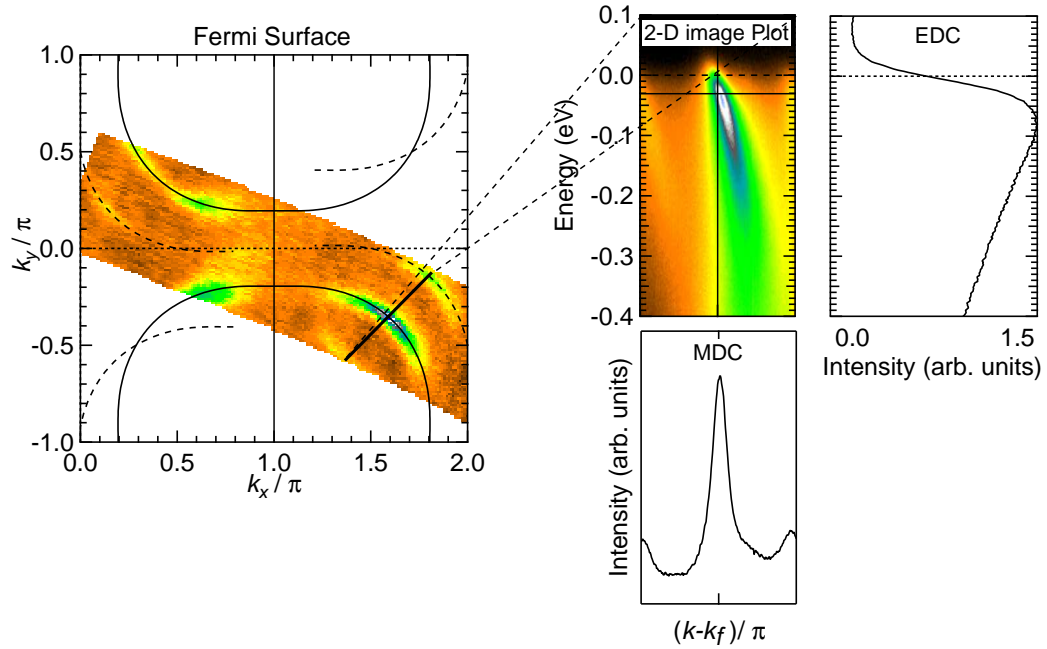 Fermi Surface
1.0
0.5
0.0
-0.5
-1.0
k_y / π
0.0
0.5
1.0
1.5
2.0
k_x / π
2-D image Plot
0.1
0.0
-0.1
-0.2
-0.3
-0.4
Energy (eV)
EDC
0.0
1.5
Intensity (arb. units)
MDC
Intensity (arb. units)
(k-k_f)/ π